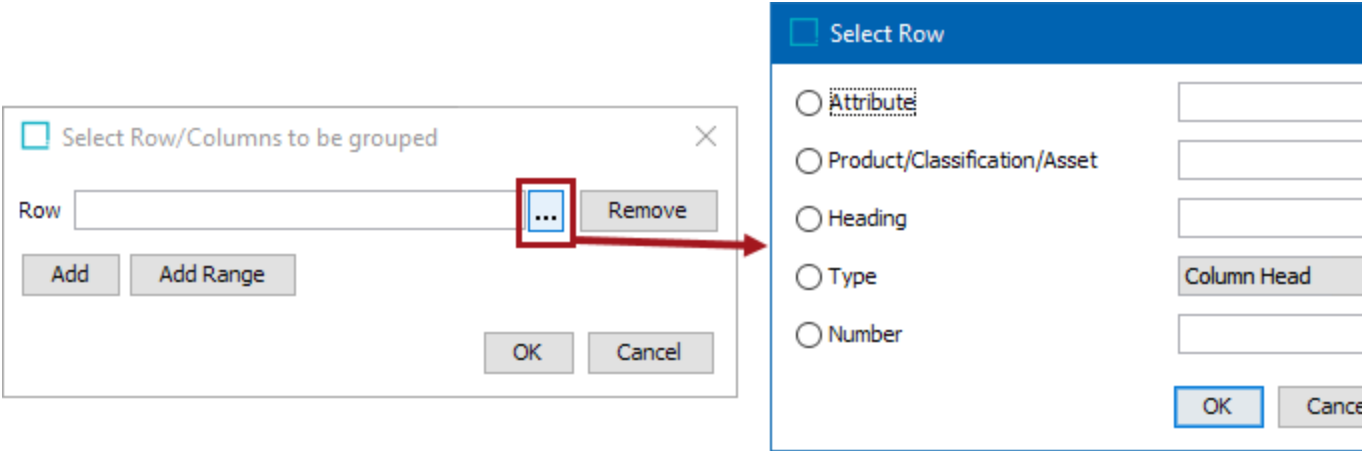 Select Row/Columns to be grouped
Row ... Remove
Add Add Range
OK Cancel
Select Row
Attribute
Product/Classification/Asset
Heading
Type Column Head
Number
OK Cance